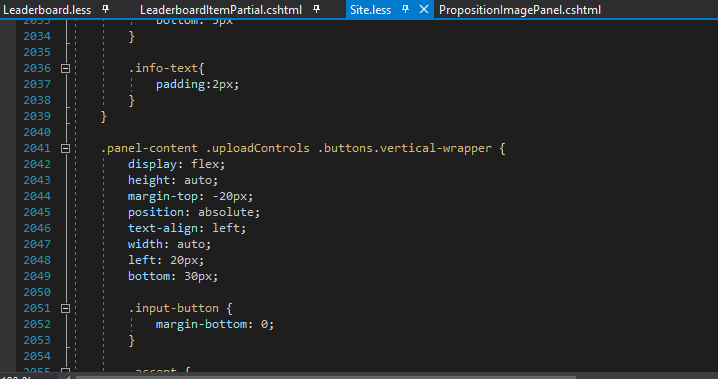 Leaderboard.less LeaderboardItemPartial.cshtml Site.less PropositionImagePanel.cshtml
2033 bottom: 5px
2034 }
2035
2036 .info-text{
2037 padding:2px;
2038 }
2039 }
2040
2041 .panel-content .uploadControls .buttons.vertical-wrapper {
2042 display: flex;
2043 height: auto;
2044 margin-top: -20px;
2045 position: absolute;
2046 text-align: left;
2047 width: auto;
2048 left: 20px;
2049 bottom: 30px;
2050
2051 .input-button {
2052 margin-bottom: 0;
2053 }
2054
2055 .accept {